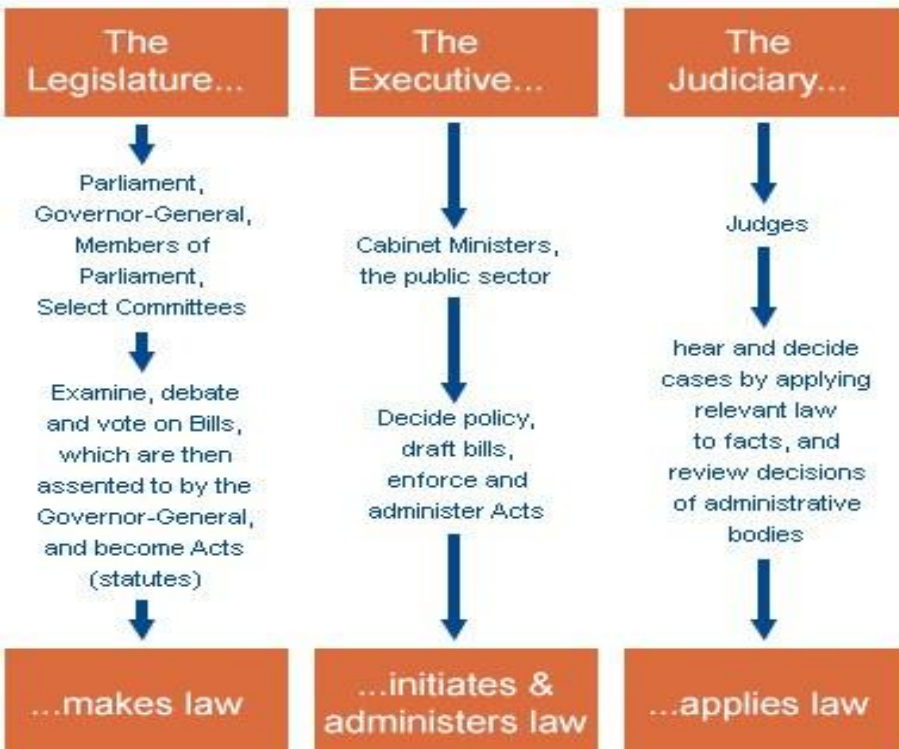 The
Legislature...
Parliament,
Governor-General,
Members of
Parliament,
Select Committees
Examine, debate
and vote on Bills,
which are then
assented to by the
Governor-General,
and become Acts
(statutes)
...makes law
The
Executive...
Cabinet Ministers,
the public sector
Decide policy,
draft bills,
enforce and
administer Acts
...initiates &
administers law
The
Judiciary...
Judges
hear and decide
cases by applying
relevant law
to facts, and
review decisions
of administrative
bodies
...applies law